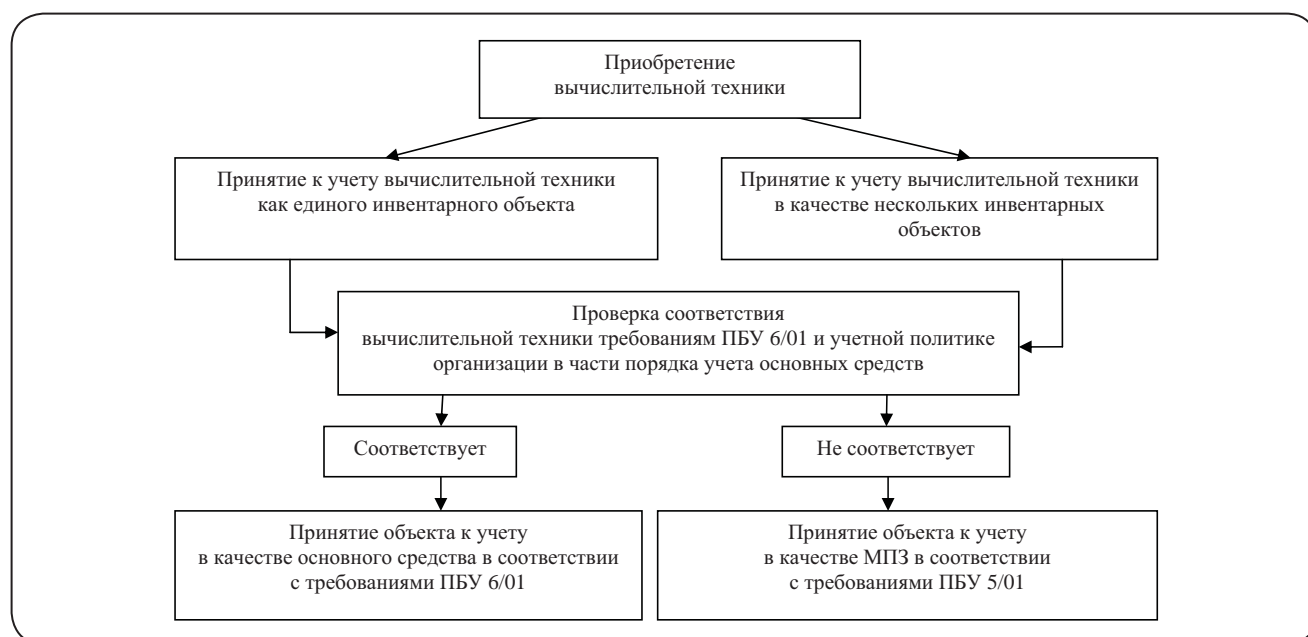 Приобретение
вычислительной техники
Принятие к учету вычислительной техники
как единого инвентарного объекта
Принятие к учету вычислительной техники
в качестве нескольких инвентарных
объектов
Проверка соответствия
вычислительной техники требованиям ПБУ 6/01 и учетной политике
организации в части порядка учета основных средств
Соответствует
Не соответствует
Принятие объекта к учету
в качестве основного средства в соответствии
с требованиями ПБУ 6/01
Принятие объекта к учету
в качестве МПЗ в соответствии
с требованиями ПБУ 5/01